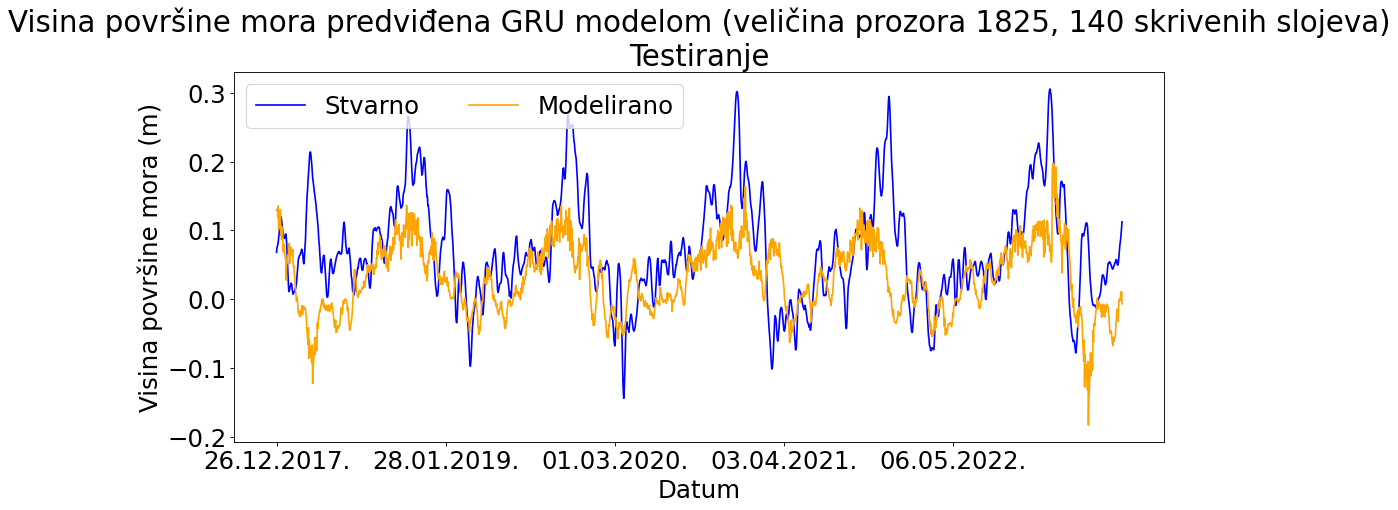 Visina površine mora predviđena GRU modelom (veličina prozora 1825, 140 skrivenih slojeva)
Testiranje
Stvarno
Modelirano
Visina površine mora (m)
0.3
0.2
0.1
0.0
−0.1
−0.2
26.12.2017.
28.01.2019.
01.03.2020.
03.04.2021.
06.05.2022.
Datum